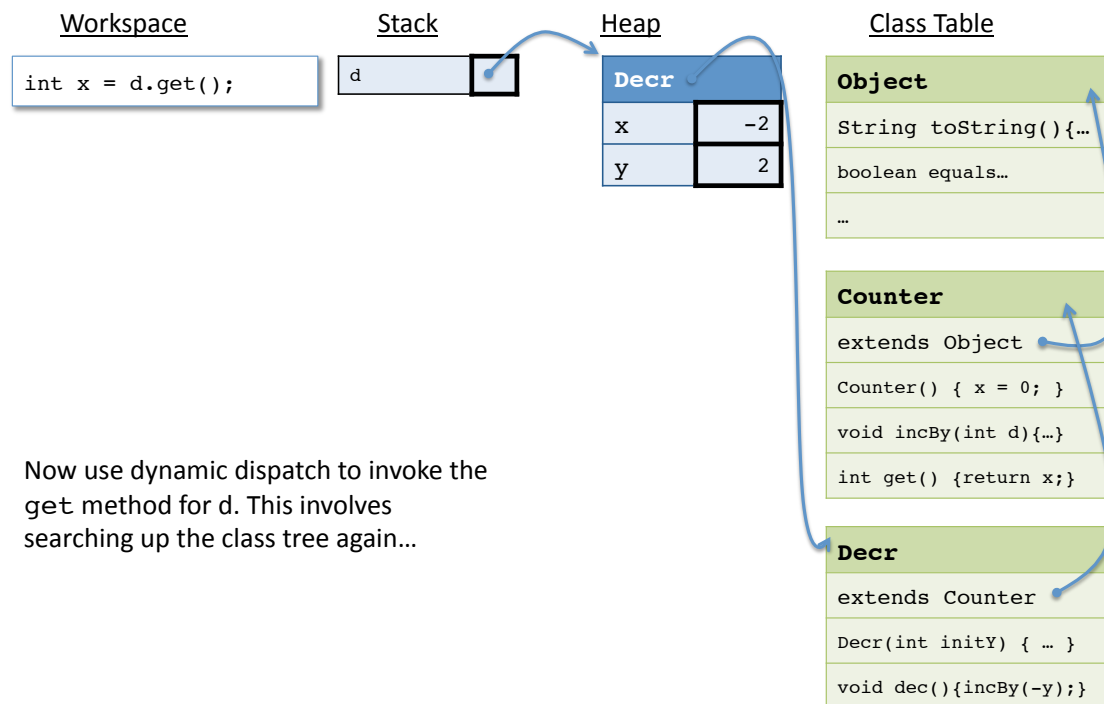 Workspace
Stack
Heap
Class Table
int x = d.get();
d
Decr
x -2
y 2
Object
String toString(){…
boolean equals…
…
Counter
extends Object
Counter() { x = 0; }
void incBy(int d){…}
int get() {return x;}
Decr
extends Counter
Decr(int initY) { … }
void dec(){incBy(-y);}
Now use dynamic dispatch to invoke the
get method for d. This involves
searching up the class tree again…